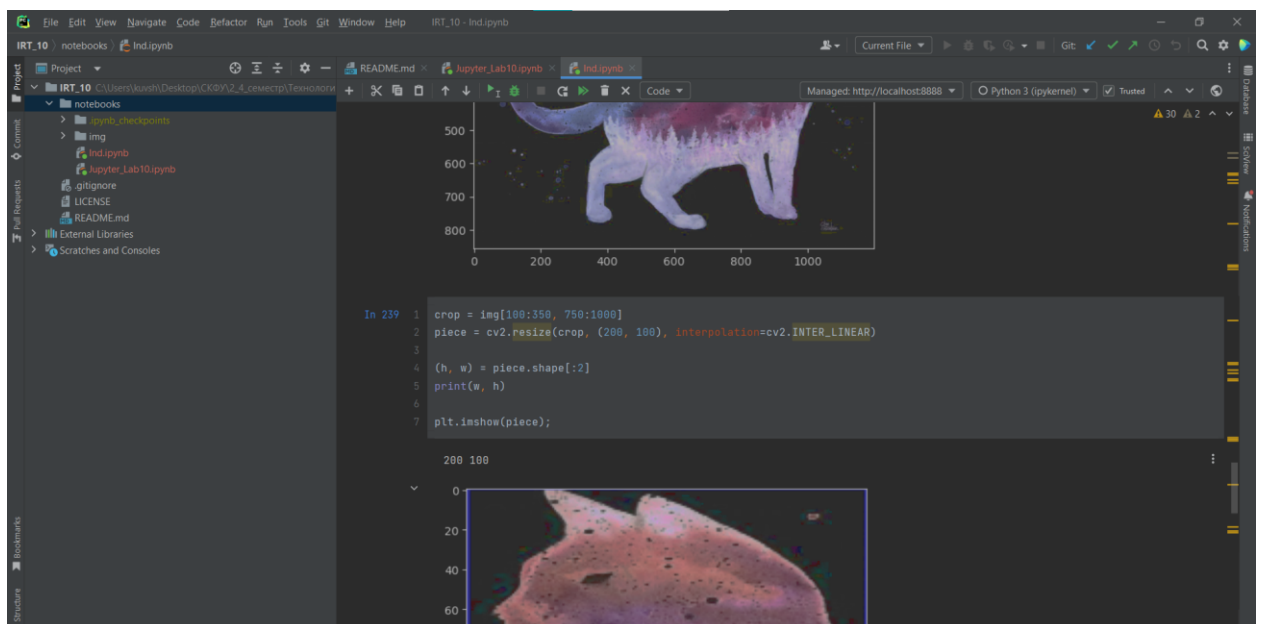 File Edit View Navigate Code Refactor Run Tools Git Window Help IRT_10 - Ind.ipynb
IRT_10 notebooks Ind.ipynb
Current File
Git:
Project
README.md
Jupyter_Lab10.ipynb
Ind.ipynb
IRT_10 C:\Users\kuvsh\Desktop\СКФУ\2_4_семестр\Технологи
Code
Managed: http://localhost:8888
Python 3 (ipykernel)
Trusted
notebooks
.ipynb_checkpoints
img
Ind.ipynb
Jupyter_Lab10.ipynb
.gitignore
LICENSE
README.md
External Libraries
Scratches and Consoles
30 2
500
600
700
800
0 200 400 600 800 1000
In 239
1 crop = img[100:350, 750:1000]
2 piece = cv2.resize(crop, (200, 100), interpolation=cv2.INTER_LINEAR)
3
4 (h, w) = piece.shape[:2]
5 print(w, h)
6
7 plt.imshow(piece);
200 100
0
20
40
60
Project
Commit
Pull Requests
Bookmarks
Structure
Database
SciView
Notifications